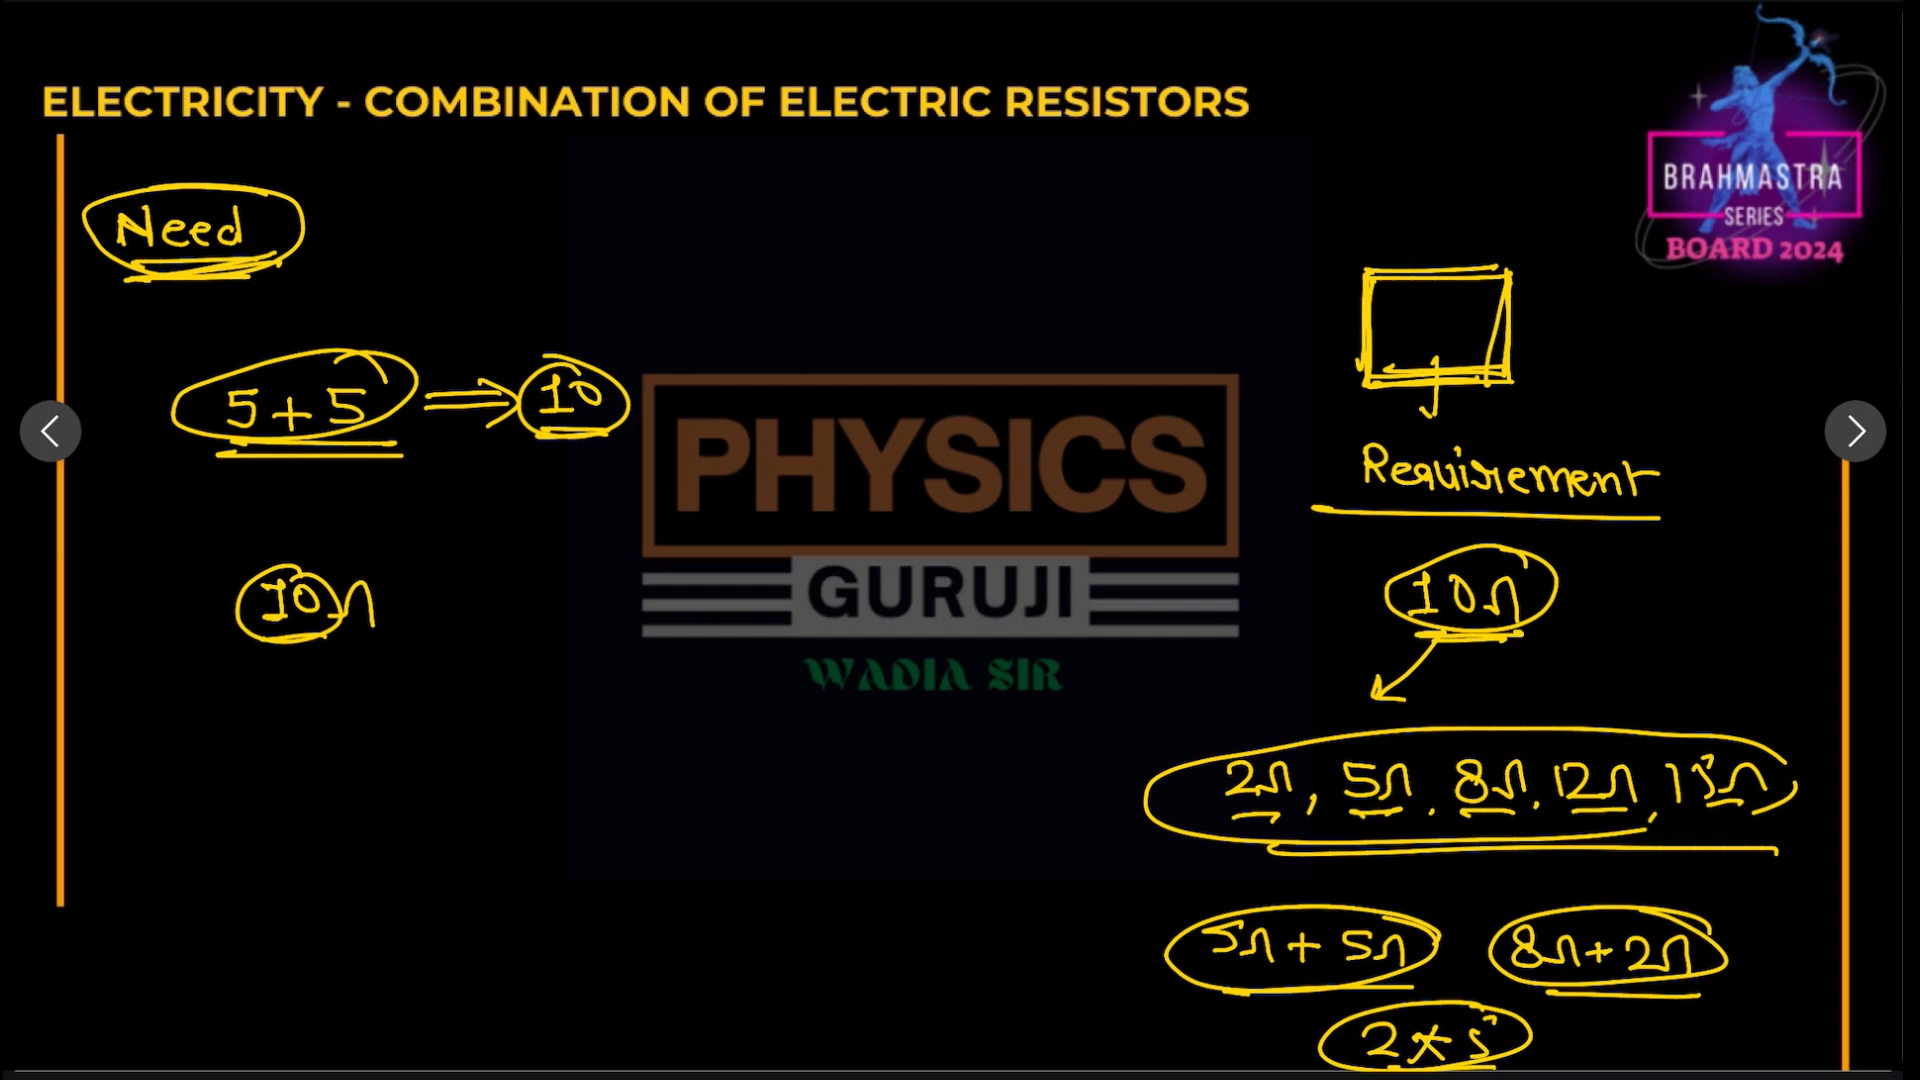 ELECTRICITY - COMBINATION OF ELECTRIC RESISTORS
BRAHMASTRA
SERIES
BOARD 2024
Need
5 + 5 ⇒ 10
Requirement
PHYSICS
GURUJI
WADIA SIR
10Ω
10Ω
2Ω, 5Ω, 8Ω, 12Ω, 13Ω
5Ω + 5Ω 8Ω + 2Ω
2 * 5